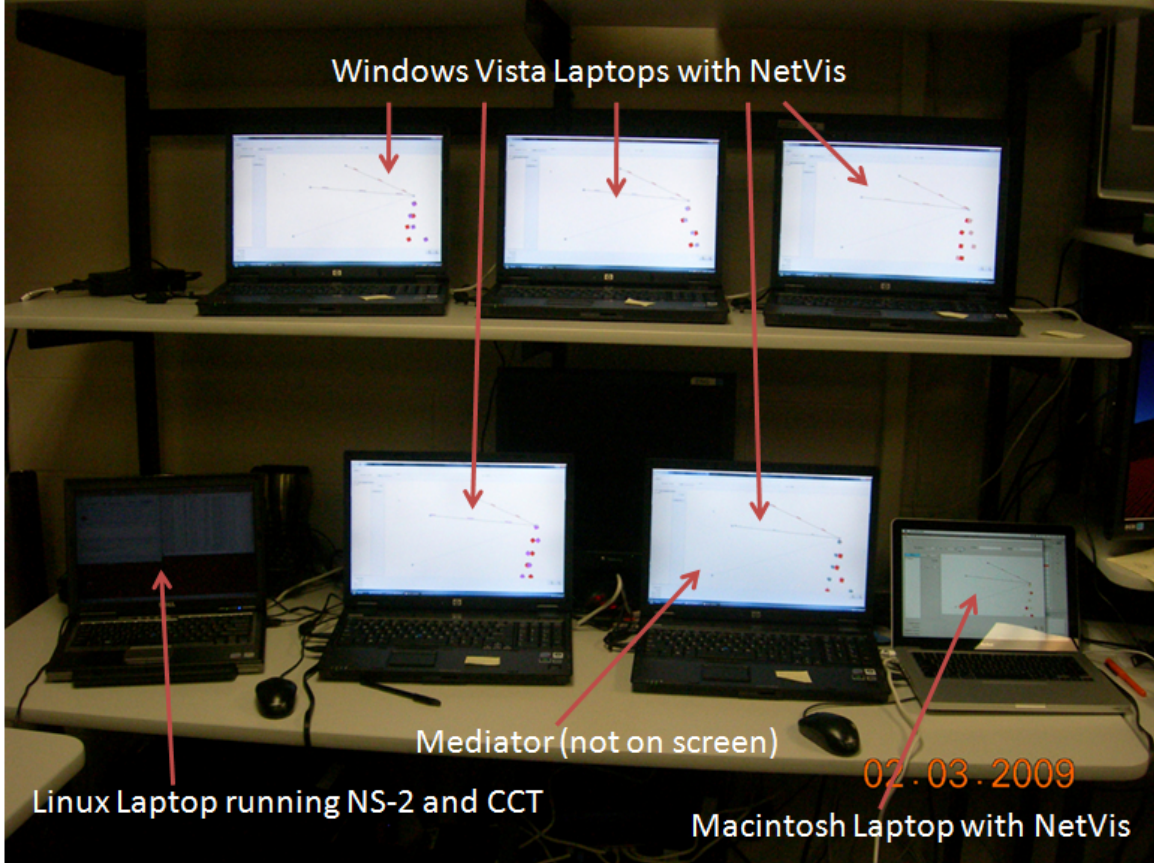 Windows Vista Laptops with NetVis
Mediator (not on screen)
02.03.2009
Linux Laptop running NS-2 and CCT
Macintosh Laptop with NetVis